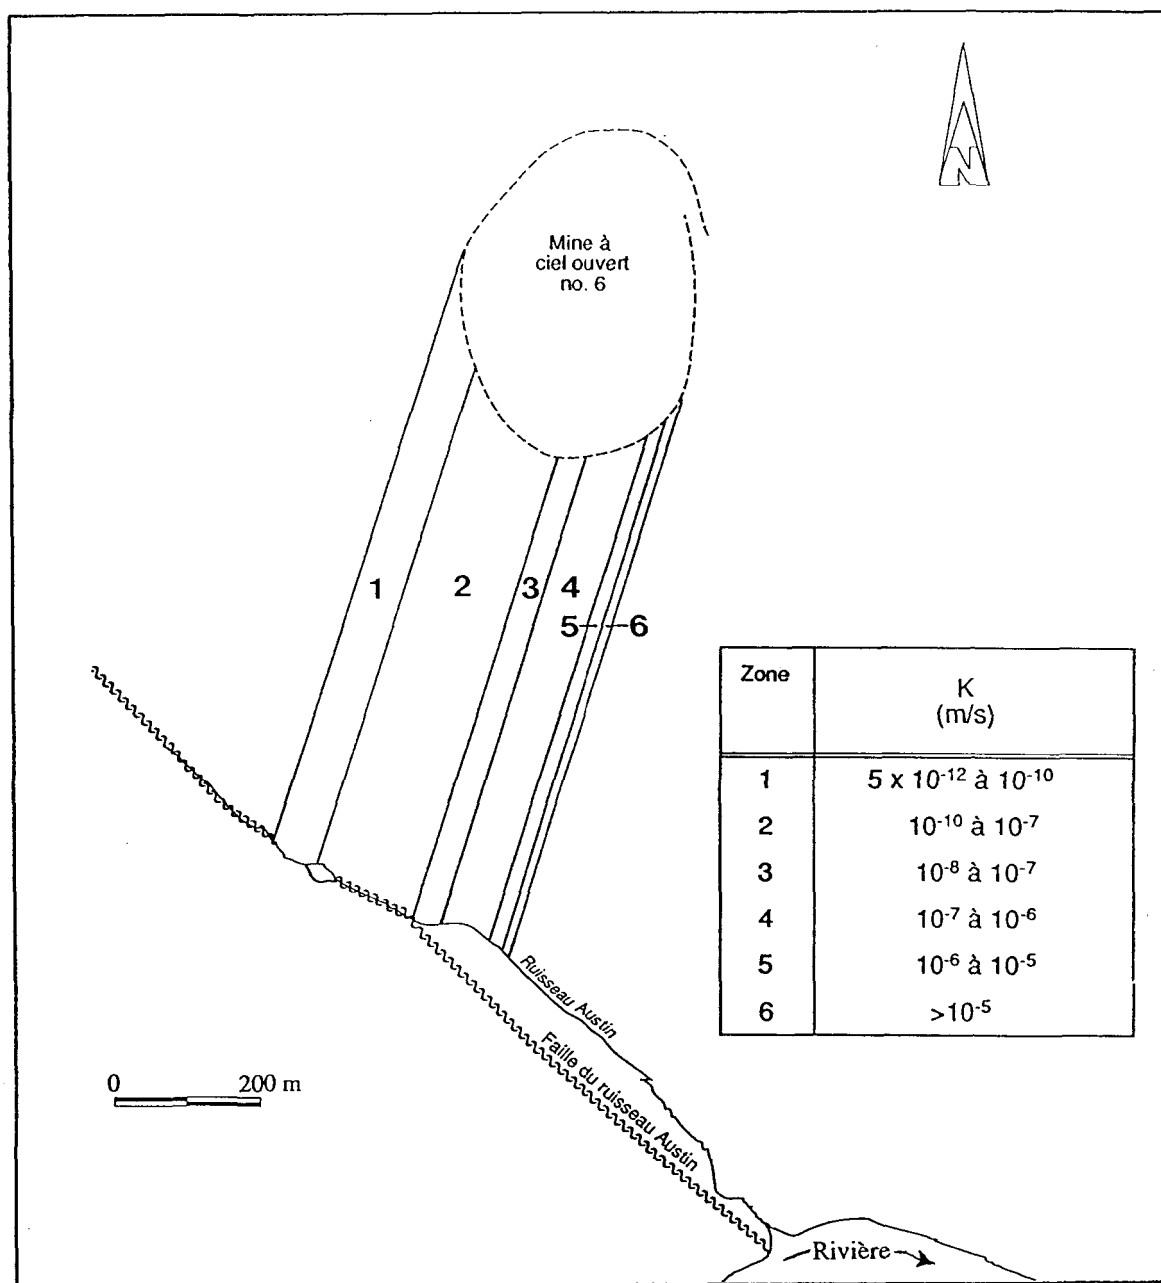 N
Mine à
ciel ouvert
no. 6
1
2
3
4
5
6
Zone
K
(m/s)
1
5 x 10⁻¹² à 10⁻¹⁰
2
10⁻¹⁰ à 10⁻⁷
3
10⁻⁸ à 10⁻⁷
4
10⁻⁷ à 10⁻⁶
5
10⁻⁶ à 10⁻⁵
6
>10⁻⁵
Ruisseau Austin
Faille du ruisseau Austin
0 200 m
Rivière